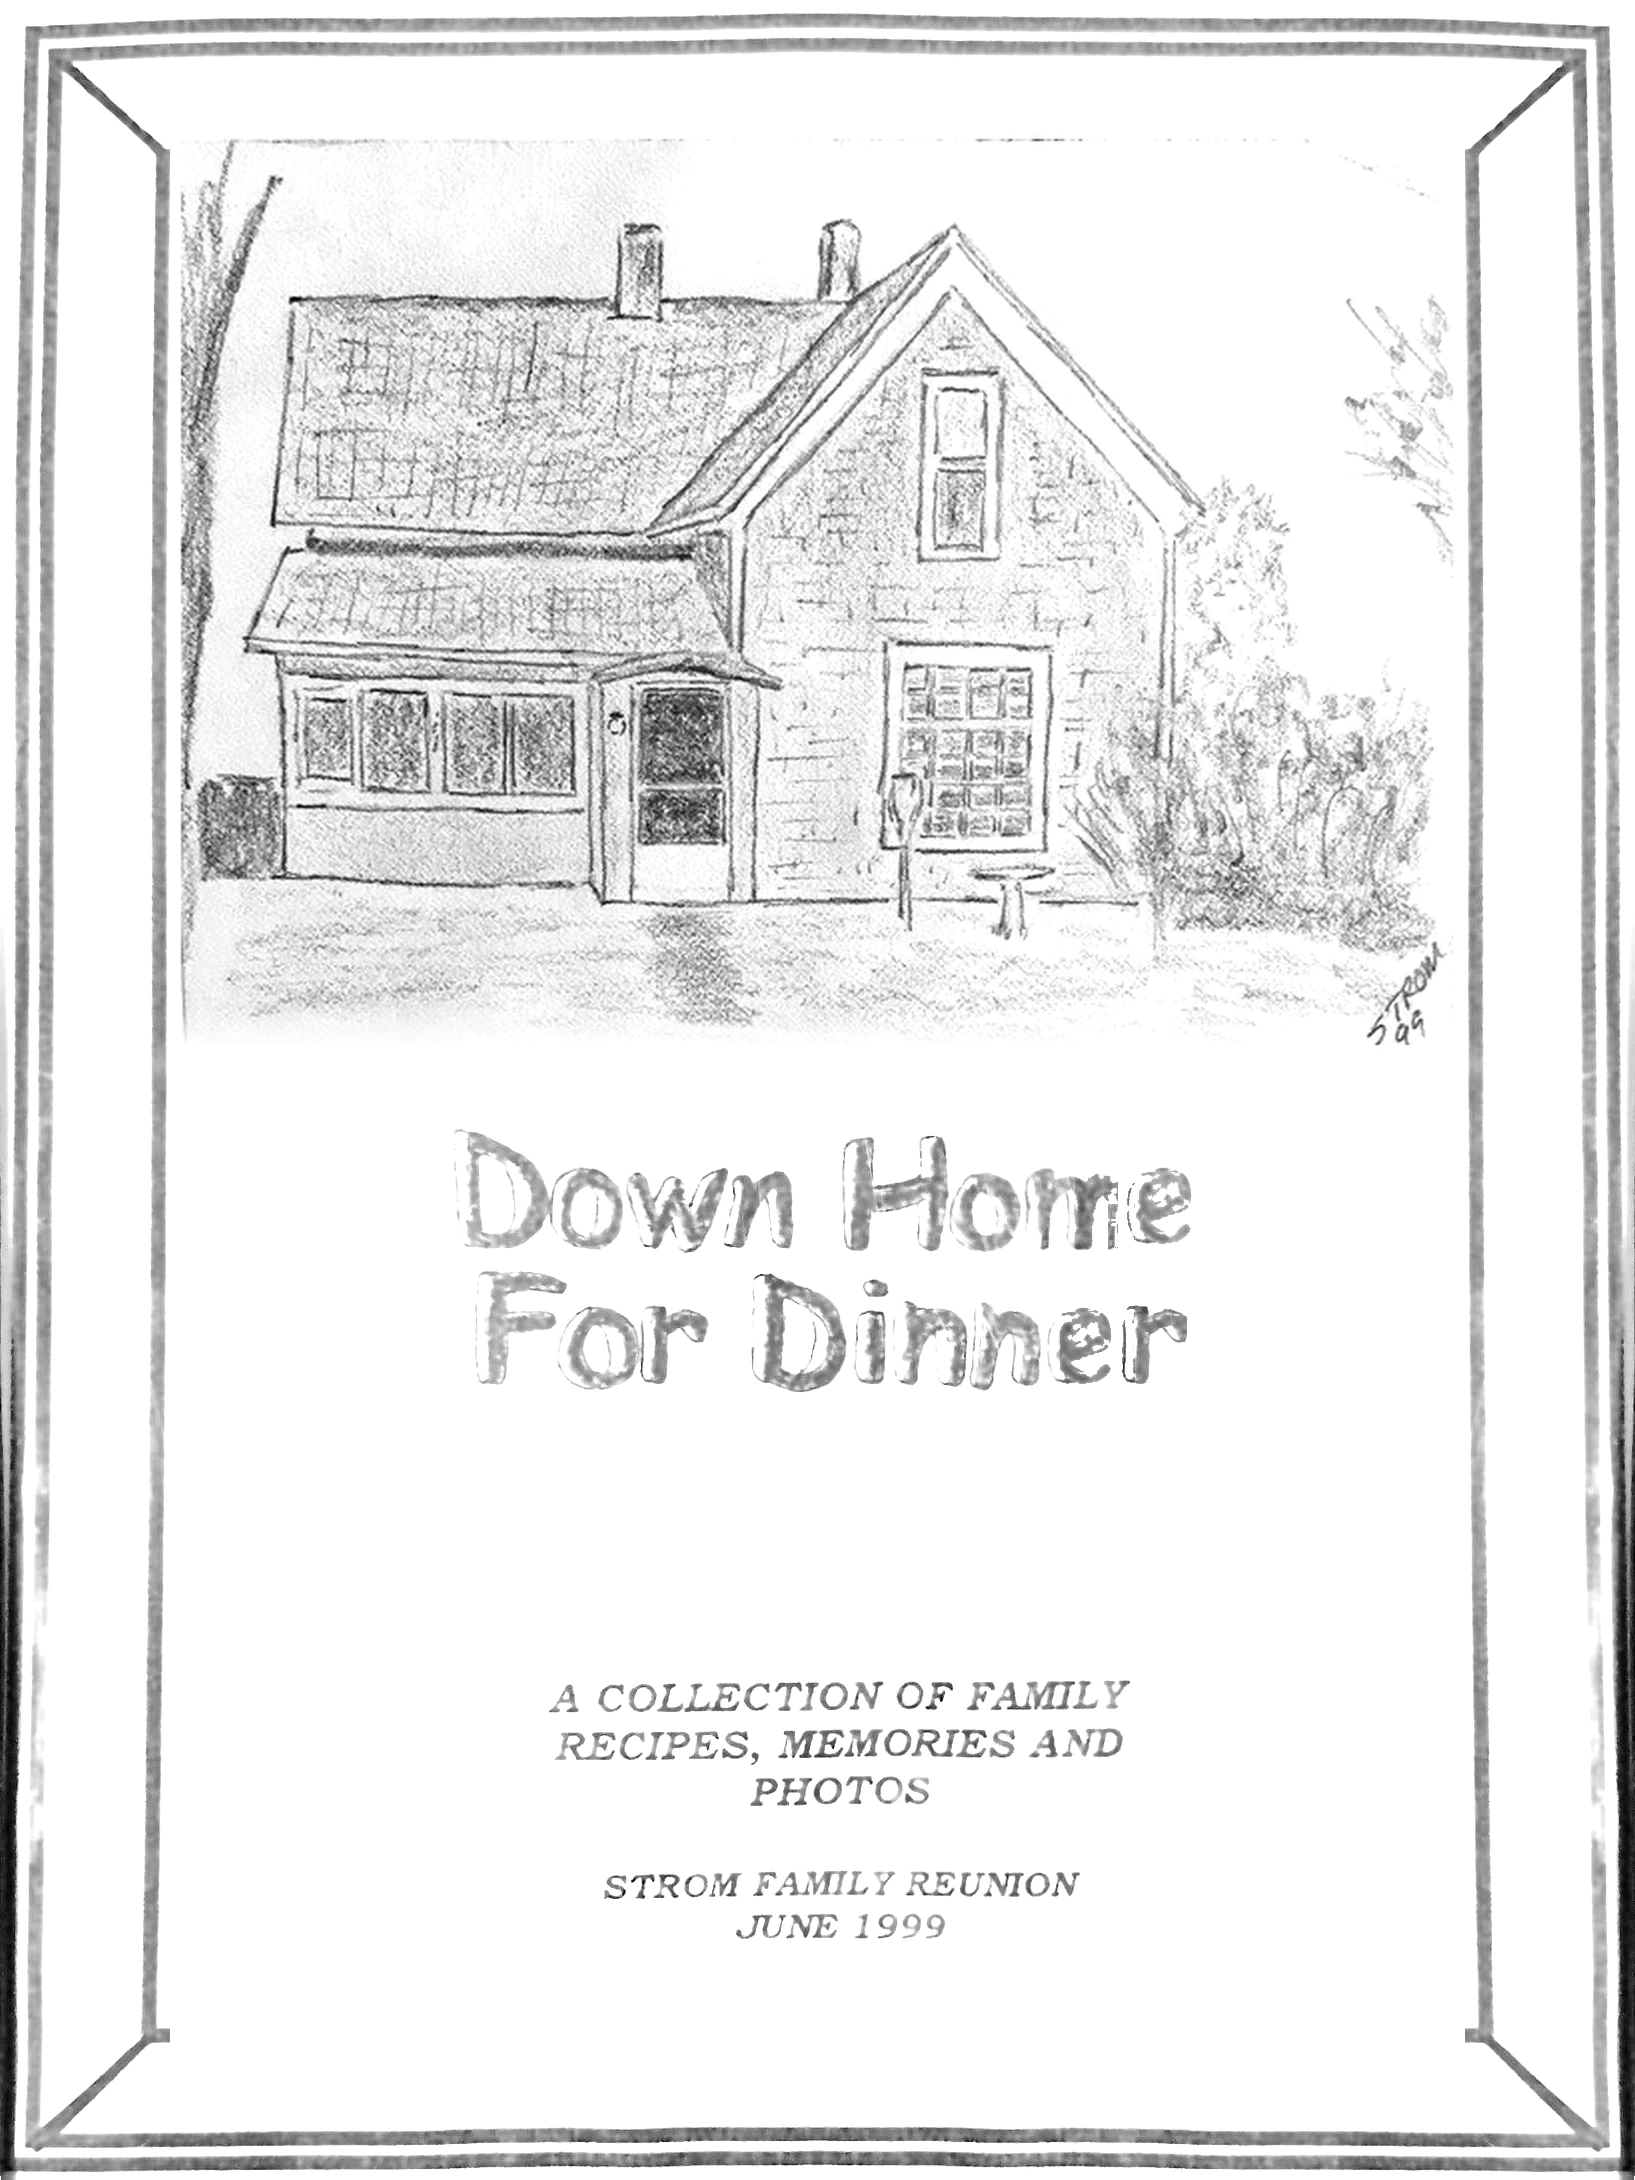 STROM
99
Down Home
For Dinner
A COLLECTION OF FAMILY
RECIPES, MEMORIES AND
PHOTOS
STROM FAMILY REUNION
JUNE 1999